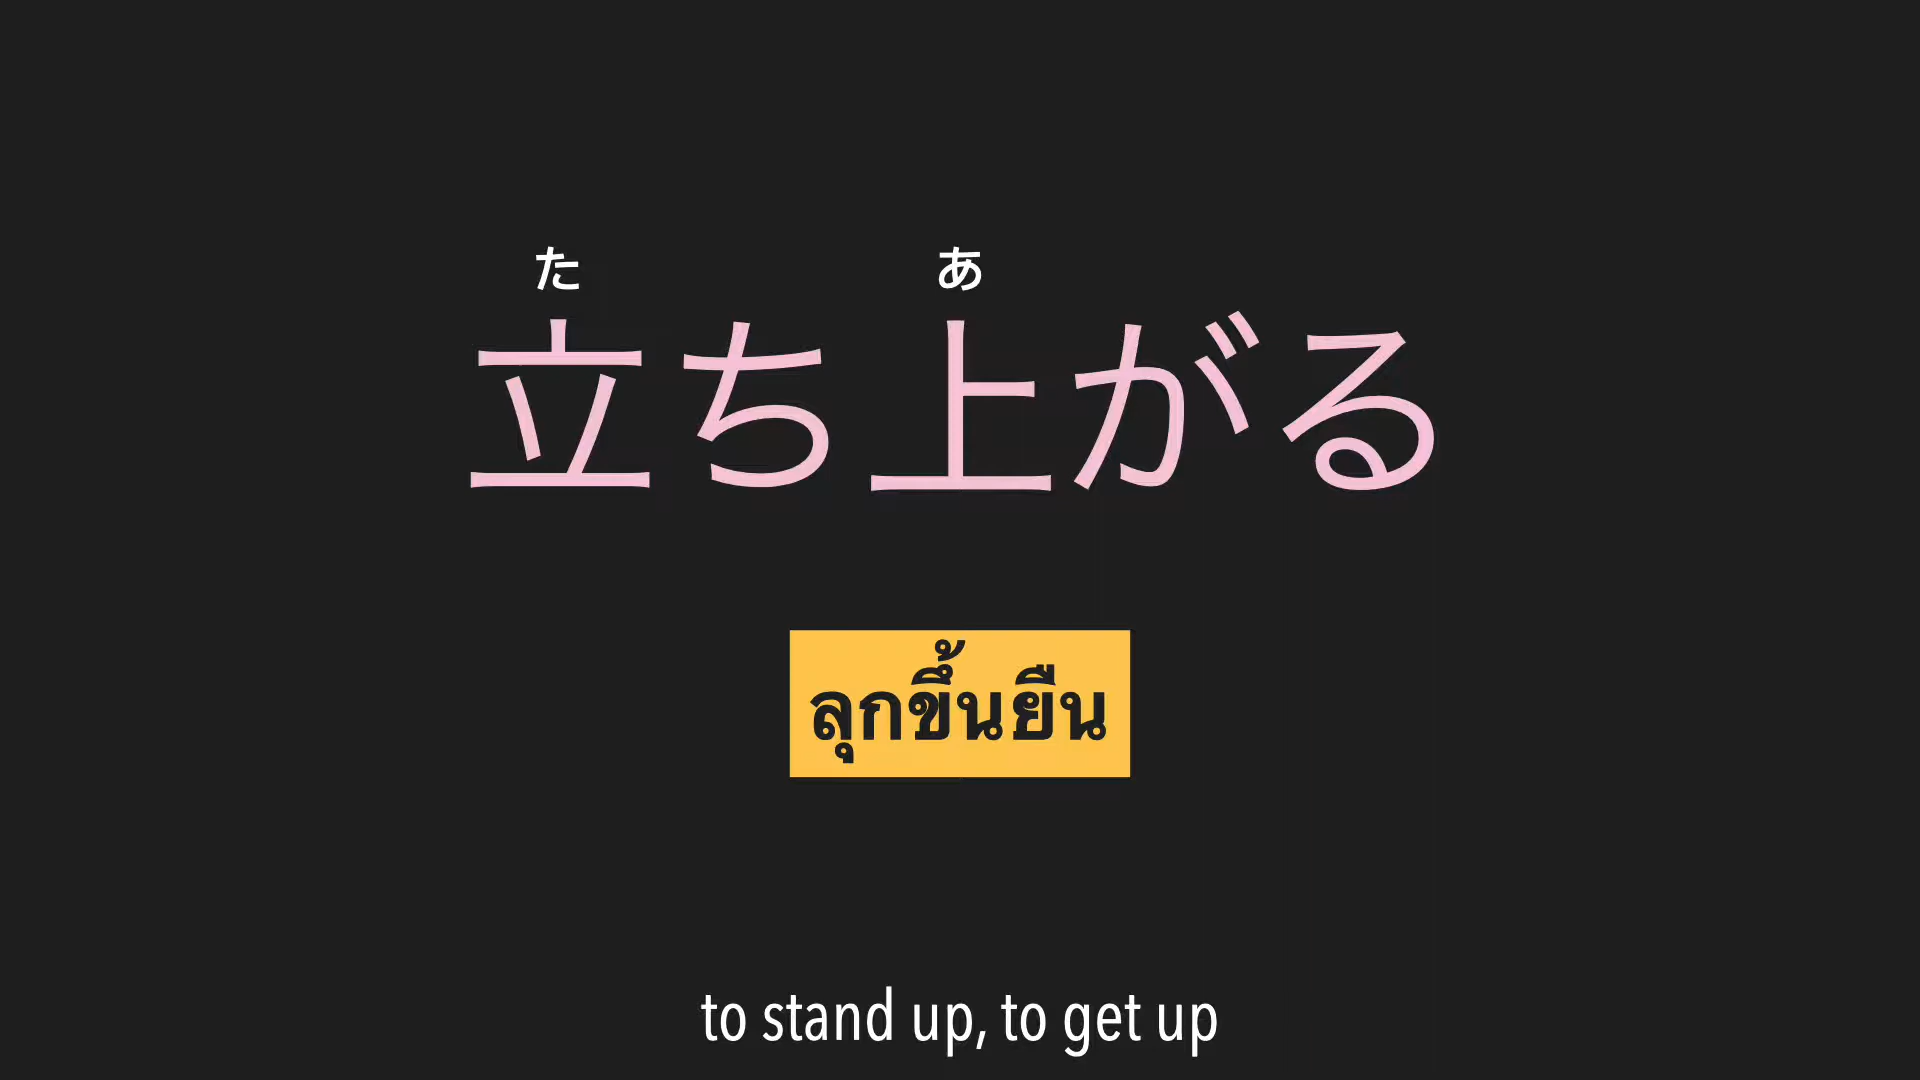 た あ
立ち上がる
ลุกขึ้นยืน
to stand up, to get up